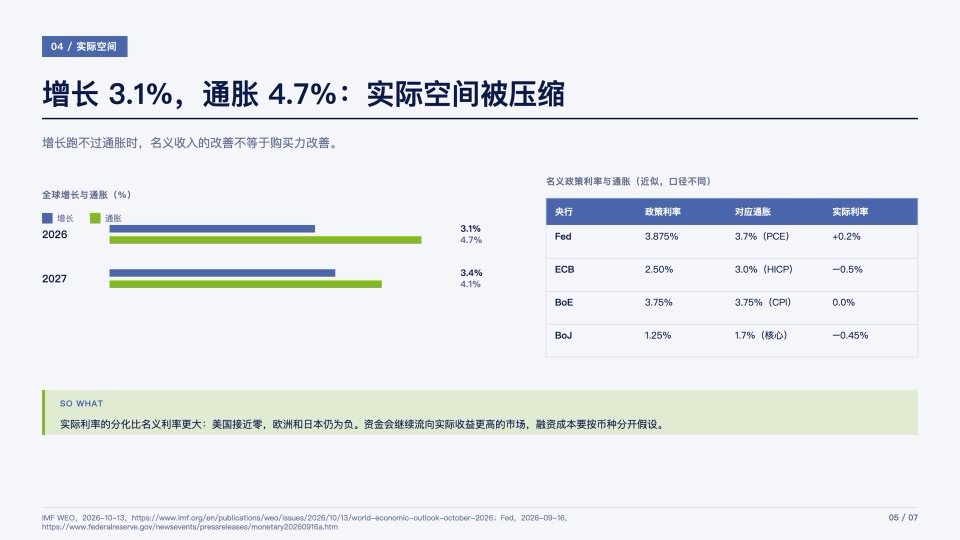 04 / 实际空间
增长 3.1%，通胀 4.7%：实际空间被压缩
增长跑不过通胀时，名义收入的改善不等于购买力改善。
全球增长与通胀（%）
增长 通胀
2026 3.1%
4.7%
2027 3.4%
4.1%
名义政策利率与通胀（近似，口径不同）
央行 政策利率 对应通胀 实际利率
Fed 3.875% 3.7%（PCE） +0.2%
ECB 2.50% 3.0%（HICP） −0.5%
BoE 3.75% 3.75%（CPI） 0.0%
BoJ 1.25% 1.7%（核心） −0.45%
SO WHAT
实际利率的分化比名义利率更大：美国接近零，欧洲和日本仍为负。资金会继续流向实际收益更高的市场，融资成本要按币种分开假设。
IMF WEO，2026-10-13，https://www.imf.org/en/publications/weo/issues/2026/10/13/world-economic-outlook-october-2026；Fed，2026-09-16，
https://www.federalreserve.gov/newsevents/pressreleases/monetary20260916a.htm
05 / 07